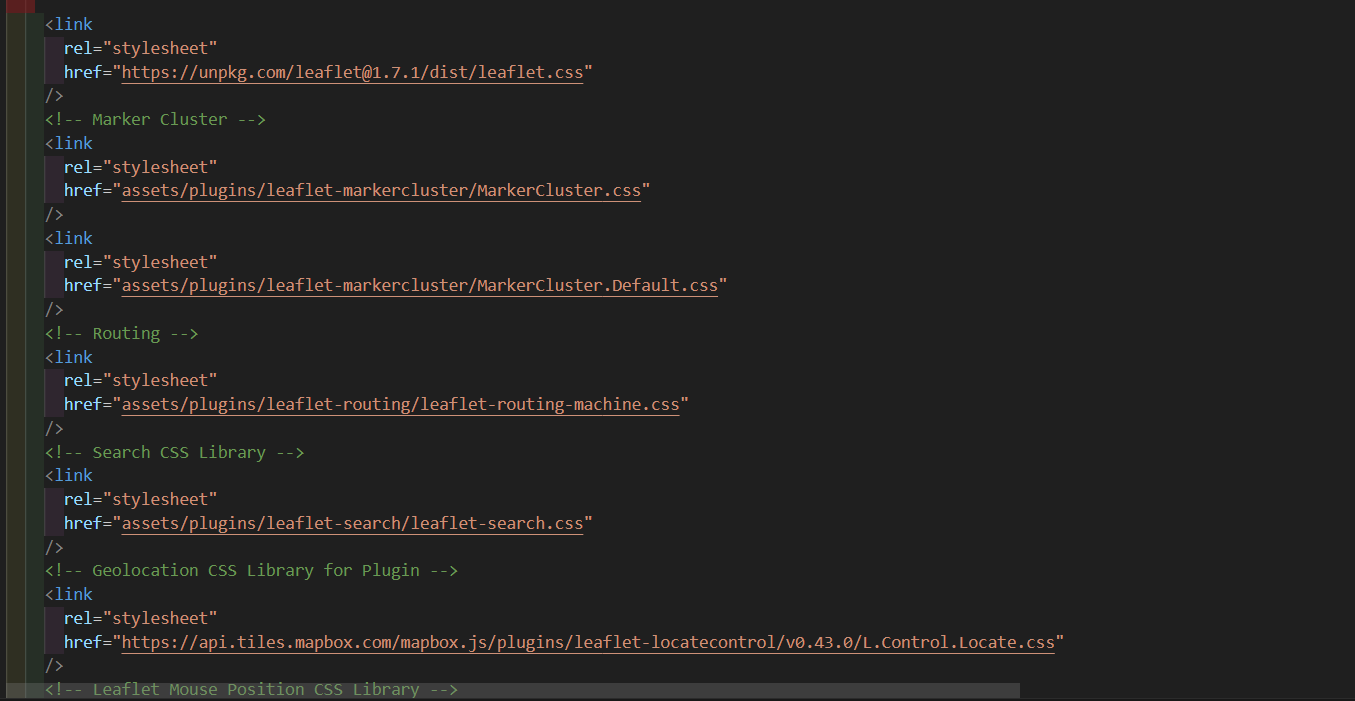 <link
rel="stylesheet"
href="https://unpkg.com/leaflet@1.7.1/dist/leaflet.css"
/>
<!-- Marker Cluster -->
<link
rel="stylesheet"
href="assets/plugins/leaflet-markercluster/MarkerCluster.css"
/>
<link
rel="stylesheet"
href="assets/plugins/leaflet-markercluster/MarkerCluster.Default.css"
/>
<!-- Routing -->
<link
rel="stylesheet"
href="assets/plugins/leaflet-routing/leaflet-routing-machine.css"
/>
<!-- Search CSS Library -->
<link
rel="stylesheet"
href="assets/plugins/leaflet-search/leaflet-search.css"
/>
<!-- Geolocation CSS Library for Plugin -->
<link
rel="stylesheet"
href="https://api.tiles.mapbox.com/mapbox.js/plugins/leaflet-locatecontrol/v0.43.0/L.Control.Locate.css"
/>
<!-- Leaflet Mouse Position CSS Library -->